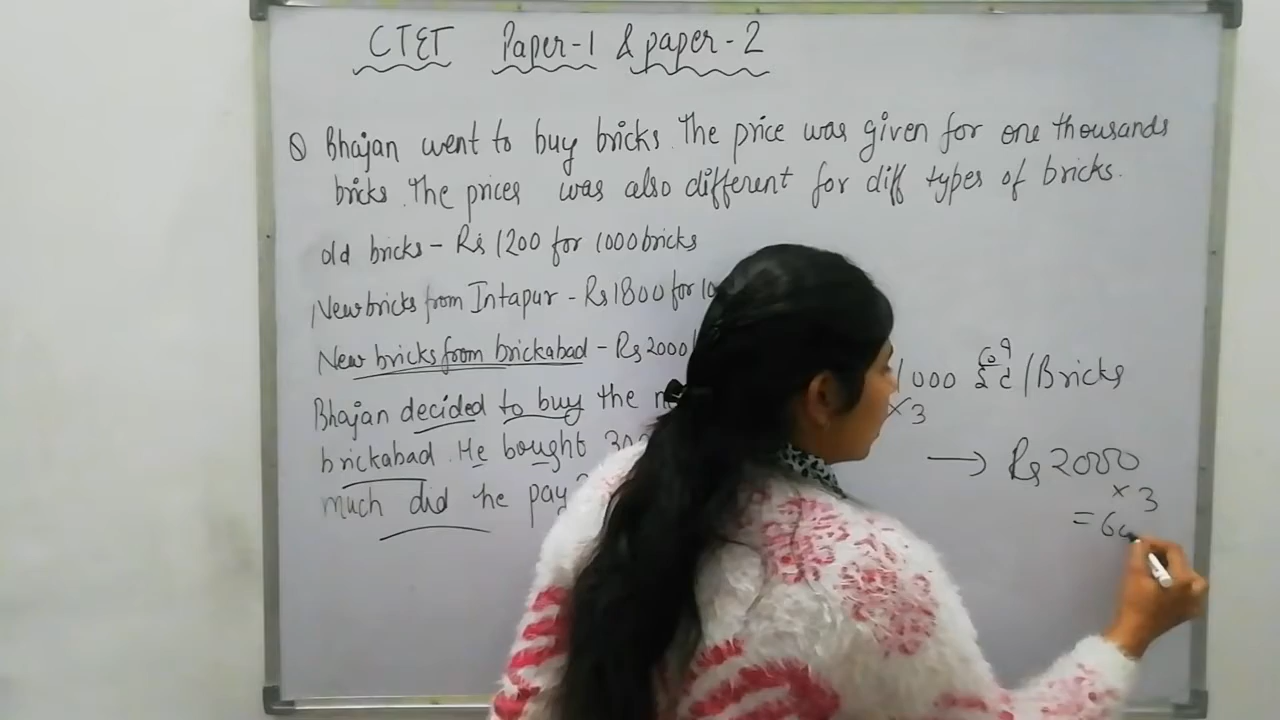 CTET Paper-1 & paper-2
Q Bhajan went to buy bricks. The price was given for one thousands
bricks. The prices was also different for diff types of bricks.
old bricks - Rs 1200 for 1000 bricks
New bricks from Intapur - Rs 1800 for
New bricks from brickabad - Rs 2000
Bhajan decided to buy the
brickabad. He bought
much did he pay?
1000 /Bricks
×3
→ Rs 2000
× 3
= 60